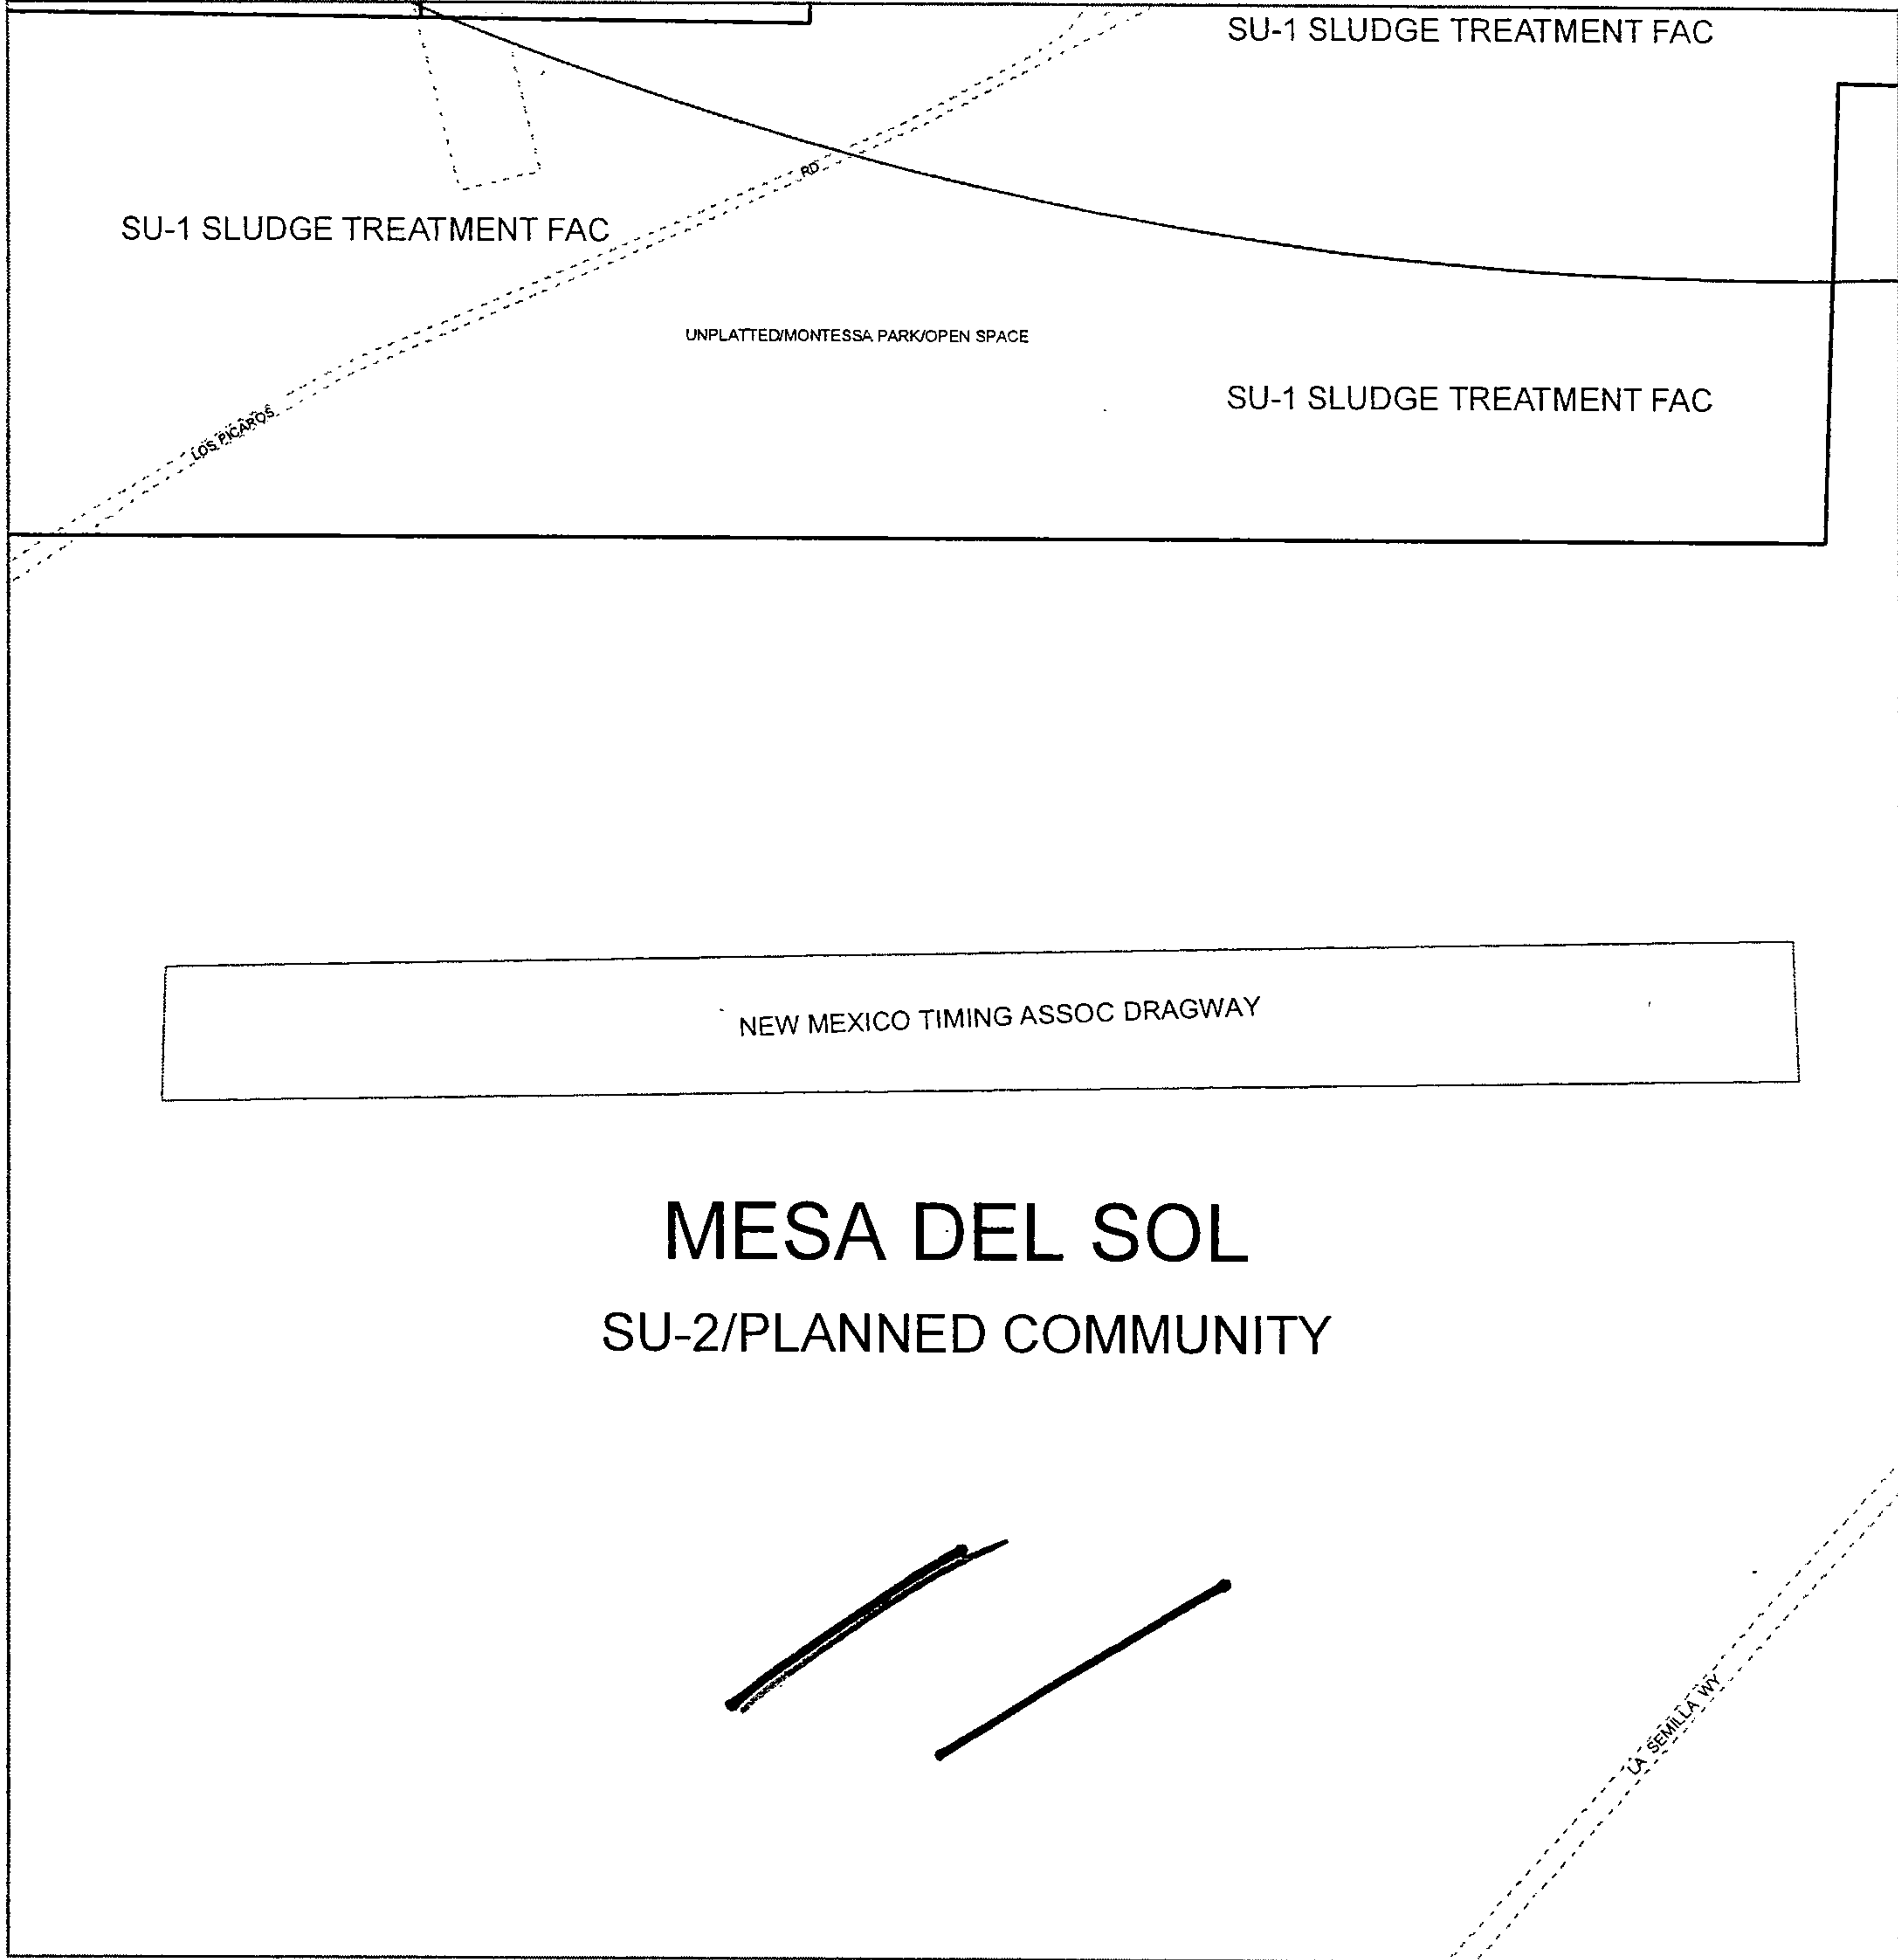 SU-1 SLUDGE TREATMENT FAC
RD
SU-1 SLUDGE TREATMENT FAC
UNPLATTED/MONTESSA PARK/OPEN SPACE
SU-1 SLUDGE TREATMENT FAC
LOS PICAROS
NEW MEXICO TIMING ASSOC DRAGWAY
MESA DEL SOL
SU-2/PLANNED COMMUNITY
LA SEMILLA WY